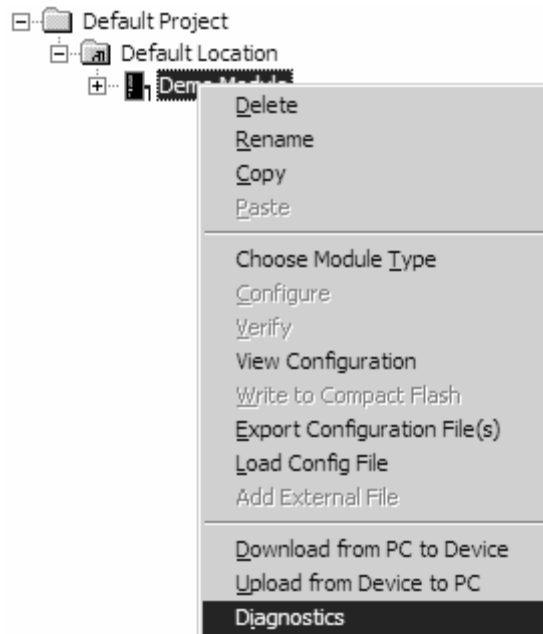 Default Project
Default Location
Demo Module
Delete
Rename
Copy
Paste
Choose Module Type
Configure
Verify
View Configuration
Write to Compact Flash
Export Configuration File(s)
Load Config File
Add External File
Download from PC to Device
Upload from Device to PC
Diagnostics